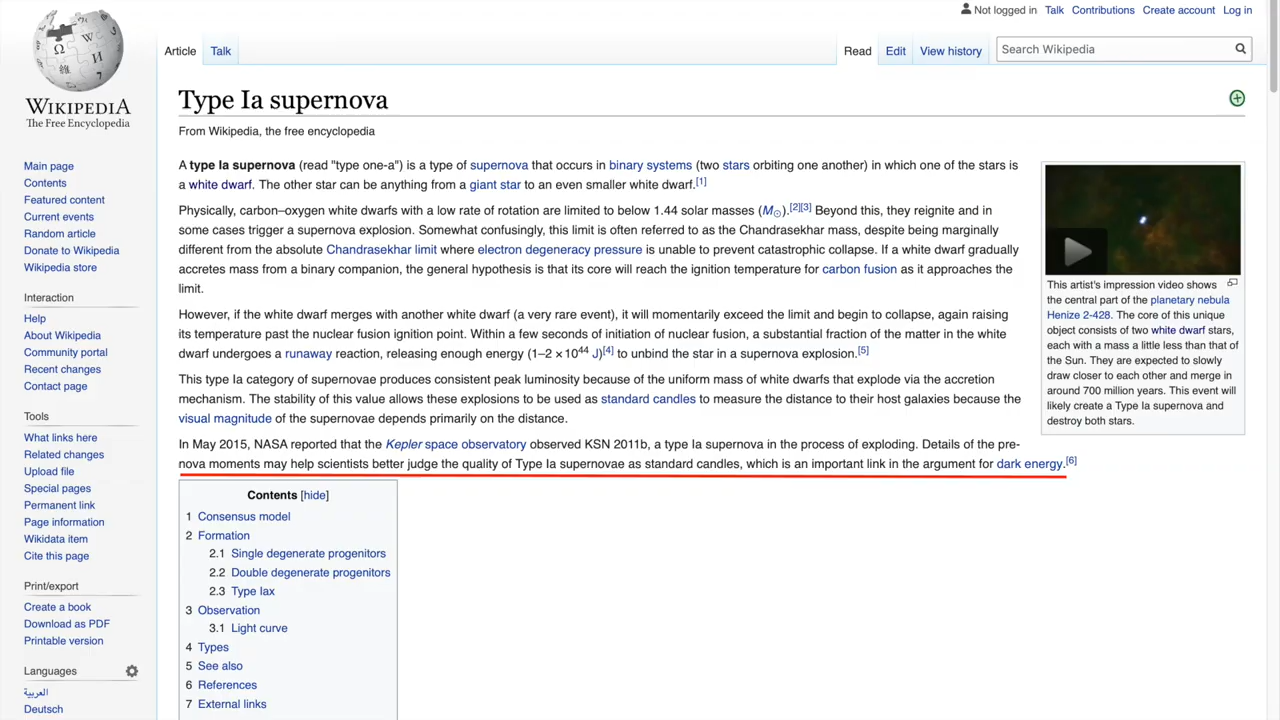 Not logged in Talk Contributions Create account Log in
Article Talk Read Edit View history Search Wikipedia
WIKIPEDIA
The Free Encyclopedia
Main page
Contents
Featured content
Current events
Random article
Donate to Wikipedia
Wikipedia store
Interaction
Help
About Wikipedia
Community portal
Recent changes
Contact page
Tools
What links here
Related changes
Upload file
Special pages
Permanent link
Page information
Wikidata item
Cite this page
Print/export
Create a book
Download as PDF
Printable version
Languages
العربية
Deutsch
Type Ia supernova
From Wikipedia, the free encyclopedia
A type Ia supernova (read "type one-a") is a type of supernova that occurs in binary systems (two stars orbiting one another) in which one of the stars is
a white dwarf. The other star can be anything from a giant star to an even smaller white dwarf.[1]
Physically, carbon–oxygen white dwarfs with a low rate of rotation are limited to below 1.44 solar masses (M☉).[2][3] Beyond this, they reignite and in
some cases trigger a supernova explosion. Somewhat confusingly, this limit is often referred to as the Chandrasekhar mass, despite being marginally
different from the absolute Chandrasekhar limit where electron degeneracy pressure is unable to prevent catastrophic collapse. If a white dwarf gradually
accretes mass from a binary companion, the general hypothesis is that its core will reach the ignition temperature for carbon fusion as it approaches the
limit.
However, if the white dwarf merges with another white dwarf (a very rare event), it will momentarily exceed the limit and begin to collapse, again raising
its temperature past the nuclear fusion ignition point. Within a few seconds of initiation of nuclear fusion, a substantial fraction of the matter in the white
dwarf undergoes a runaway reaction, releasing enough energy (1–2 × 10⁴⁴ J)[4] to unbind the star in a supernova explosion.[5]
This type Ia category of supernovae produces consistent peak luminosity because of the uniform mass of white dwarfs that explode via the accretion
mechanism. The stability of this value allows these explosions to be used as standard candles to measure the distance to their host galaxies because the
visual magnitude of the supernovae depends primarily on the distance.
In May 2015, NASA reported that the Kepler space observatory observed KSN 2011b, a type Ia supernova in the process of exploding. Details of the pre-
nova moments may help scientists better judge the quality of Type Ia supernovae as standard candles, which is an important link in the argument for dark energy.[6]
This artist's impression video shows
the central part of the planetary nebula
Henize 2-428. The core of this unique
object consists of two white dwarf stars,
each with a mass a little less than that of
the Sun. They are expected to slowly
draw closer to each other and merge in
around 700 million years. This event will
likely create a Type Ia supernova and
destroy both stars.
Contents [hide]
1 Consensus model
2 Formation
2.1 Single degenerate progenitors
2.2 Double degenerate progenitors
2.3 Type Iax
3 Observation
3.1 Light curve
4 Types
5 See also
6 References
7 External links